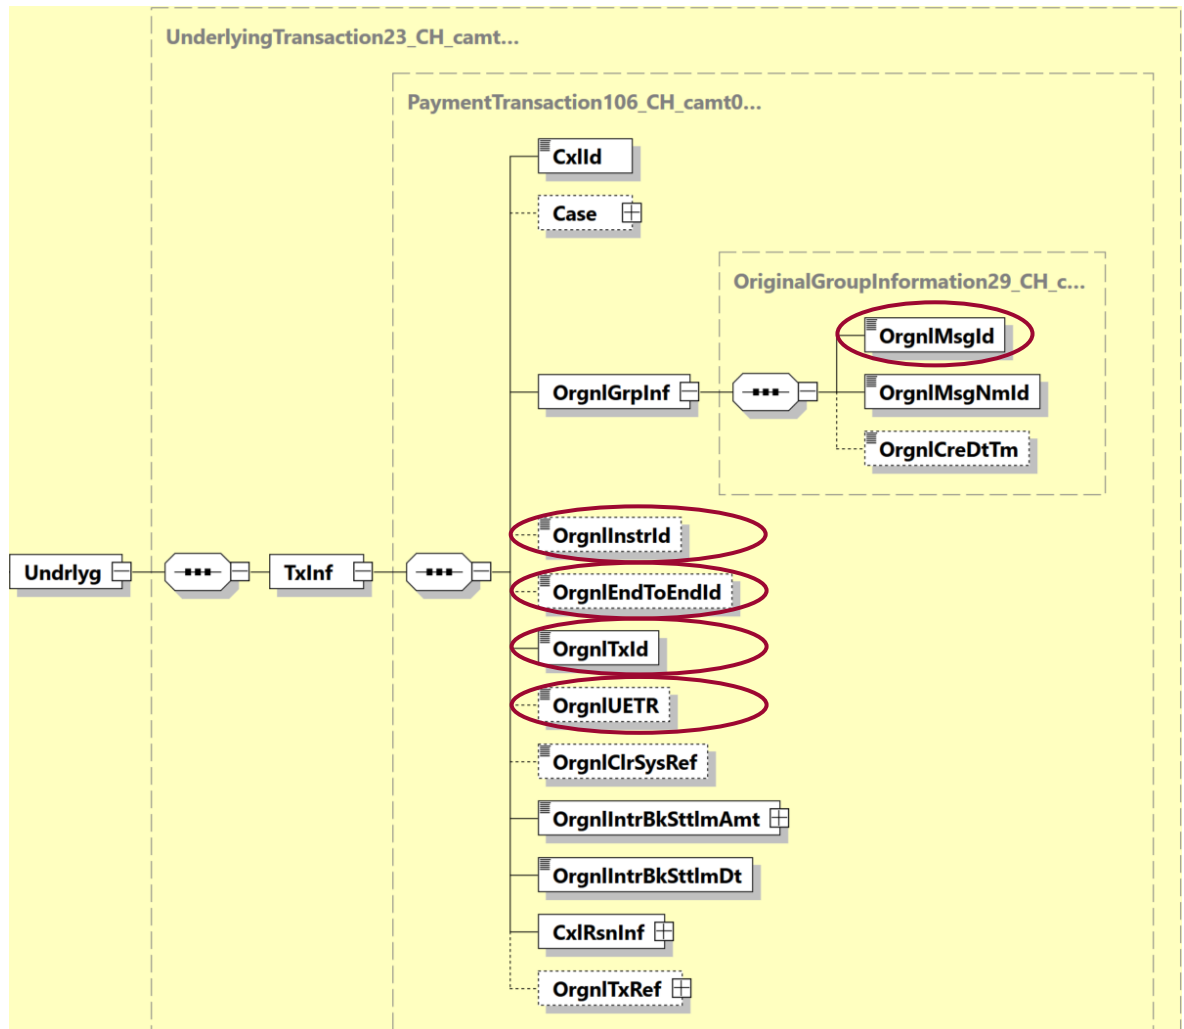 UnderlyingTransaction23_CH_camt...
PaymentTransaction106_CH_camt0...
CxlId
Case
OriginalGroupInformation29_CH_c...
OrgnlMsgId
OrgnlGrpInf
OrgnlMsgNmId
OrgnlCreDtTm
OrgnlInstrId
Undrlyg
TxInf
OrgnlEndToEndId
OrgnlTxId
OrgnlUETR
OrgnlClrSysRef
OrgnlIntrBkSttlmAmt
OrgnlIntrBkSttlmDt
CxlRsnInf
OrgnlTxRef